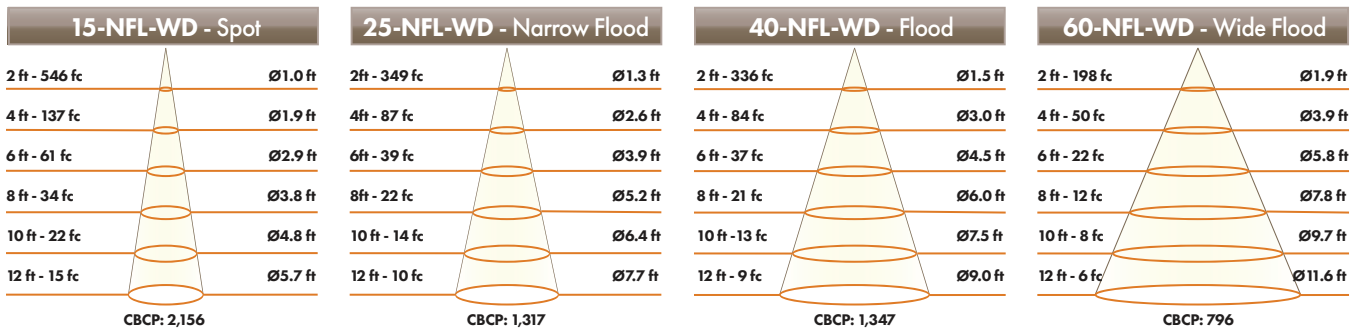 15-NFL-WD - Spot
2 ft - 546 fc Ø1.0 ft
4 ft - 137 fc Ø1.9 ft
6 ft - 61 fc Ø2.9 ft
8 ft - 34 fc Ø3.8 ft
10 ft - 22 fc Ø4.8 ft
12 ft - 15 fc Ø5.7 ft
CBCP: 2,156
25-NFL-WD - Narrow Flood
2ft - 349 fc Ø1.3 ft
4ft - 87 fc Ø2.6 ft
6ft - 39 fc Ø3.9 ft
8ft - 22 fc Ø5.2 ft
10 ft - 14 fc Ø6.4 ft
12 ft - 10 fc Ø7.7 ft
CBCP: 1,317
40-NFL-WD - Flood
2 ft - 336 fc Ø1.5 ft
4 ft - 84 fc Ø3.0 ft
6 ft - 37 fc Ø4.5 ft
8 ft - 21 fc Ø6.0 ft
10 ft -13 fc Ø7.5 ft
12 ft - 9 fc Ø9.0 ft
CBCP: 1,347
60-NFL-WD - Wide Flood
2 ft - 198 fc Ø1.9 ft
4 ft - 50 fc Ø3.9 ft
6 ft - 22 fc Ø5.8 ft
8 ft - 12 fc Ø7.8 ft
10 ft - 8 fc Ø9.7 ft
12 ft - 6 fc Ø11.6 ft
CBCP: 796